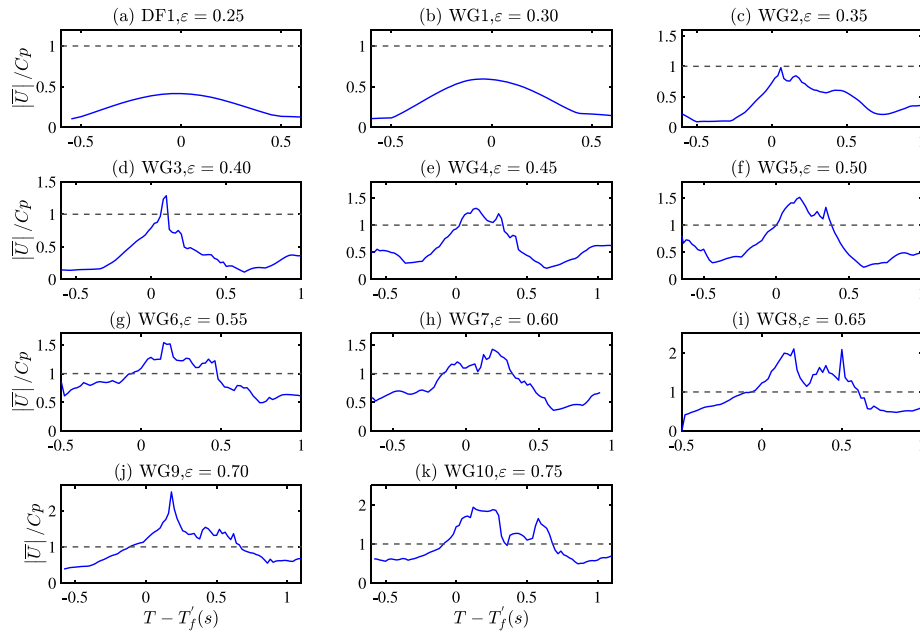 (a) DF1,ε = 0.25
(b) WG1,ε = 0.30
(c) WG2,ε = 0.35
|U̅|/Cp
1
0.5
0
-0.5 0 0.5
1
0.5
0
-0.5 0 0.5
1.5
1
0.5
0
-0.5 0 0.5 1
(d) WG3,ε = 0.40
(e) WG4,ε = 0.45
(f) WG5,ε = 0.50
|U̅|/Cp
1.5
1
0.5
0
-0.5 0 0.5 1
1.5
1
0.5
0
-0.5 0 0.5 1
1.5
1
0.5
0
-0.5 0 0.5 1
(g) WG6,ε = 0.55
(h) WG7,ε = 0.60
(i) WG8,ε = 0.65
|U̅|/Cp
1.5
1
0.5
0
-0.5 0 0.5 1
1.5
1
0.5
0
-0.5 0 0.5 1
2
1
0
-0.5 0 0.5 1
(j) WG9,ε = 0.70
(k) WG10,ε = 0.75
|U̅|/Cp
2
1
0
-0.5 0 0.5 1
2
1
0
-0.5 0 0.5 1
T − T′f(s)
T − T′f(s)